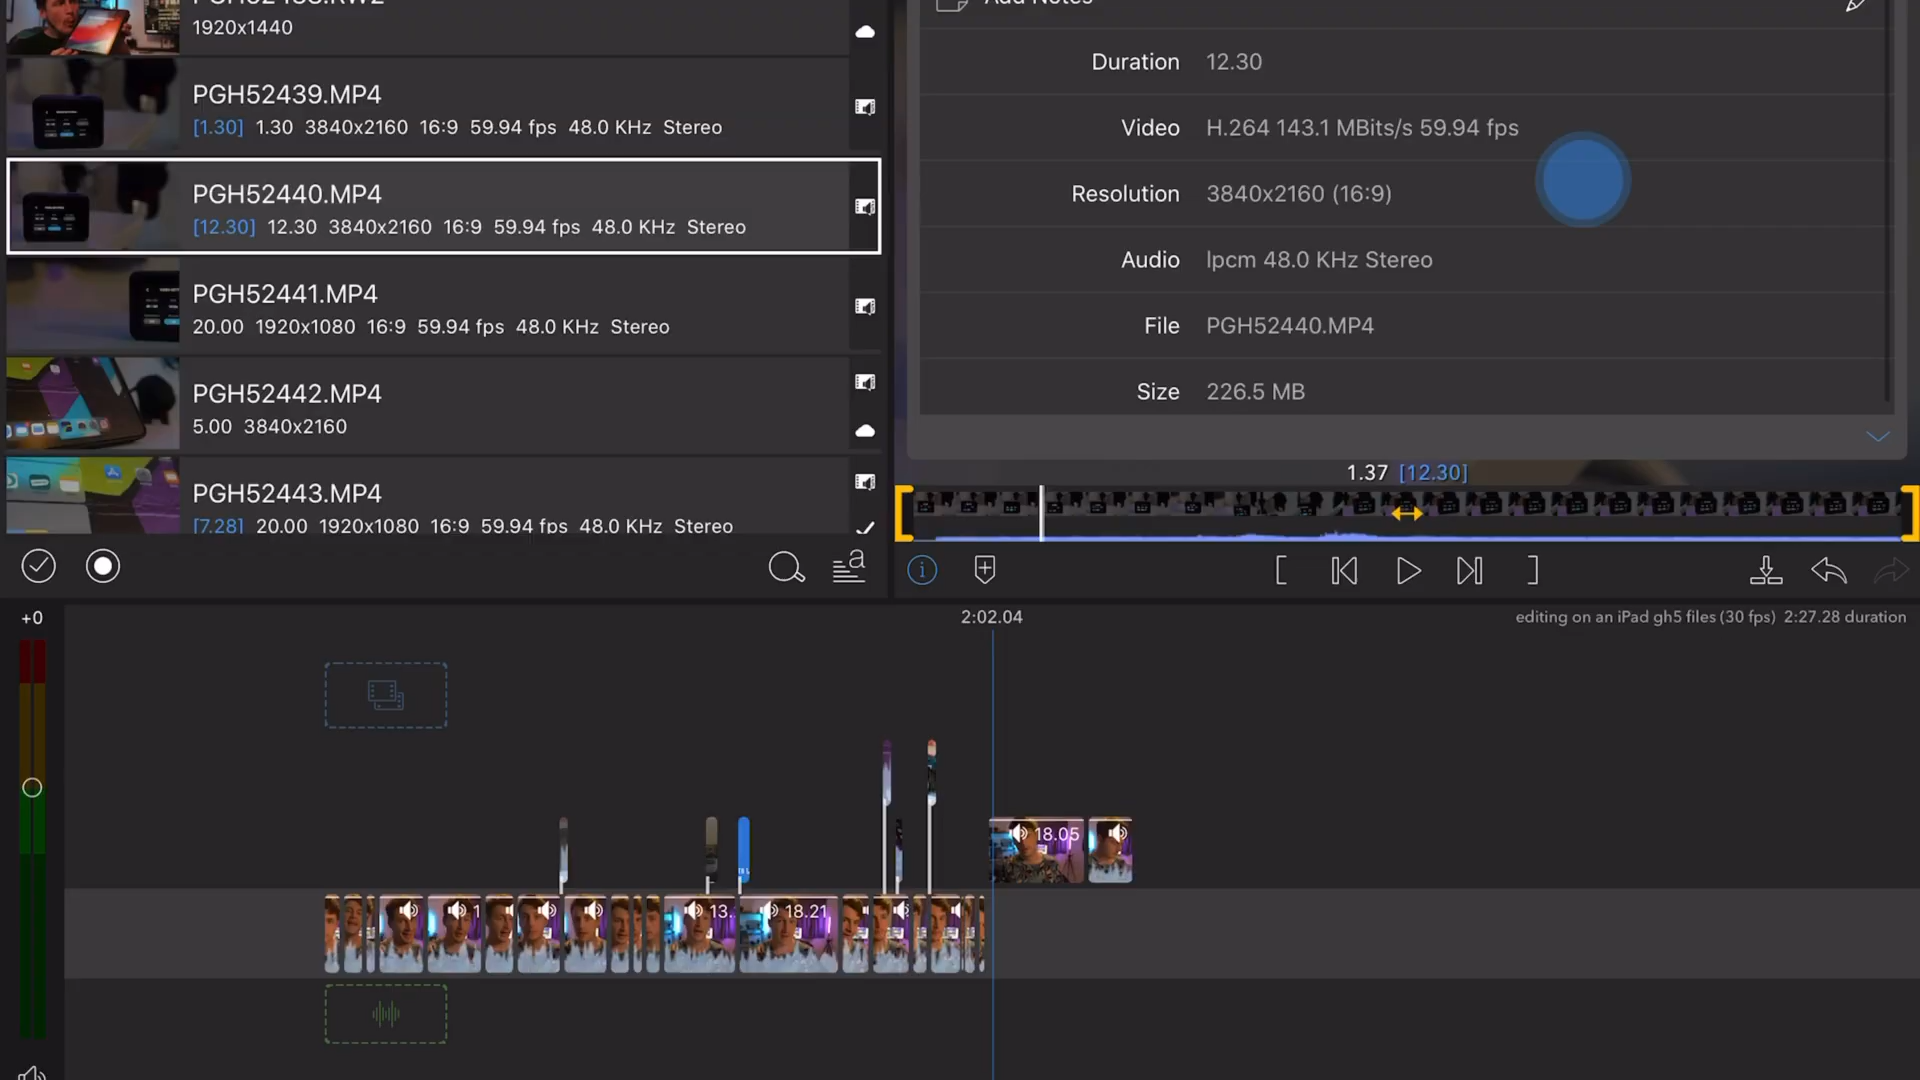 PGH52438.RW2
1920x1440
PGH52439.MP4
[1.30] 1.30 3840x2160 16:9 59.94 fps 48.0 KHz Stereo
PGH52440.MP4
[12.30] 12.30 3840x2160 16:9 59.94 fps 48.0 KHz Stereo
PGH52441.MP4
20.00 1920x1080 16:9 59.94 fps 48.0 KHz Stereo
PGH52442.MP4
5.00 3840x2160
PGH52443.MP4
[7.28] 20.00 1920x1080 16:9 59.94 fps 48.0 KHz Stereo
a
Add Notes
Duration 12.30
Video H.264 143.1 MBits/s 59.94 fps
Resolution 3840x2160 (16:9)
Audio lpcm 48.0 KHz Stereo
File PGH52440.MP4
Size 226.5 MB
1.37 [12.30]
+0
2:02.04
editing on an iPad gh5 files (30 fps) 2:27.28 duration
18.05
1
13..
18.21